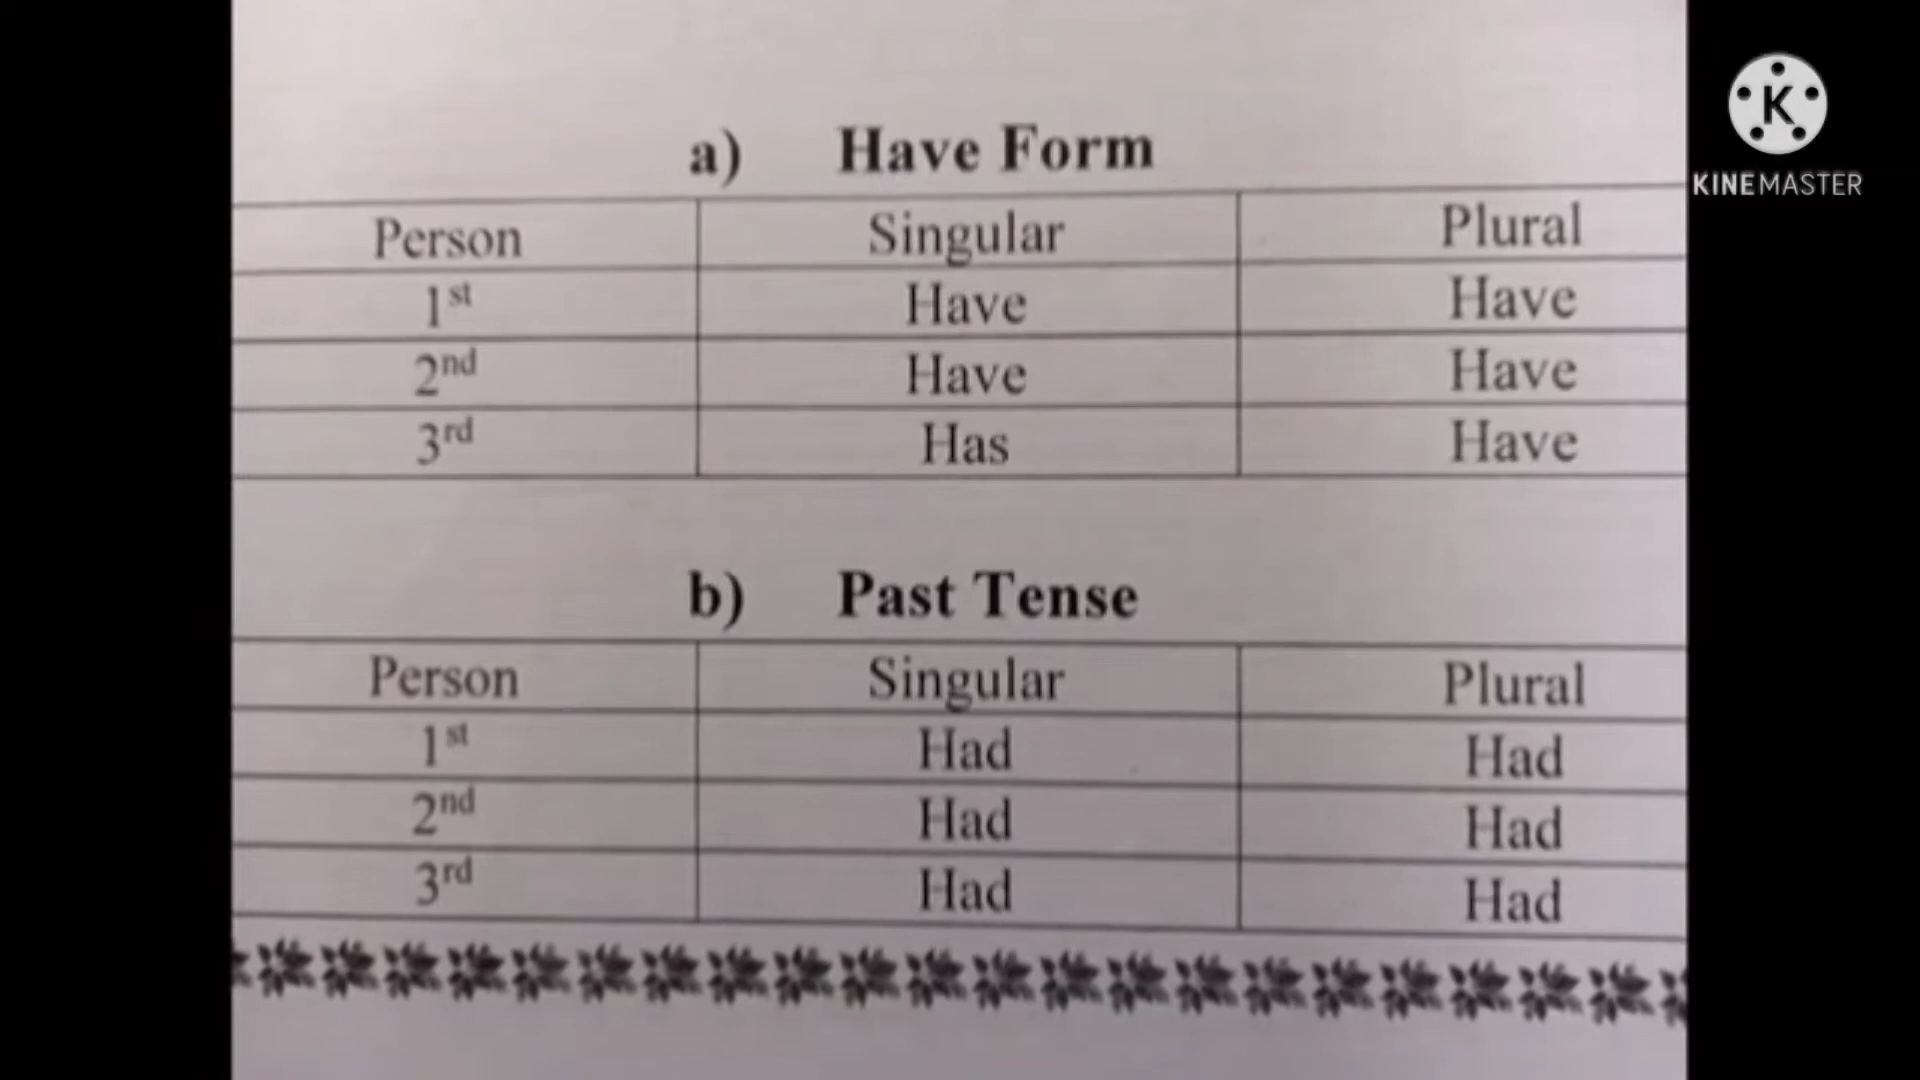 a) Have Form
Person Singular Plural
1st Have Have
2nd Have Have
3rd Has Have
b) Past Tense
Person Singular Plural
1st Had Had
2nd Had Had
3rd Had Had
K
KINEMASTER